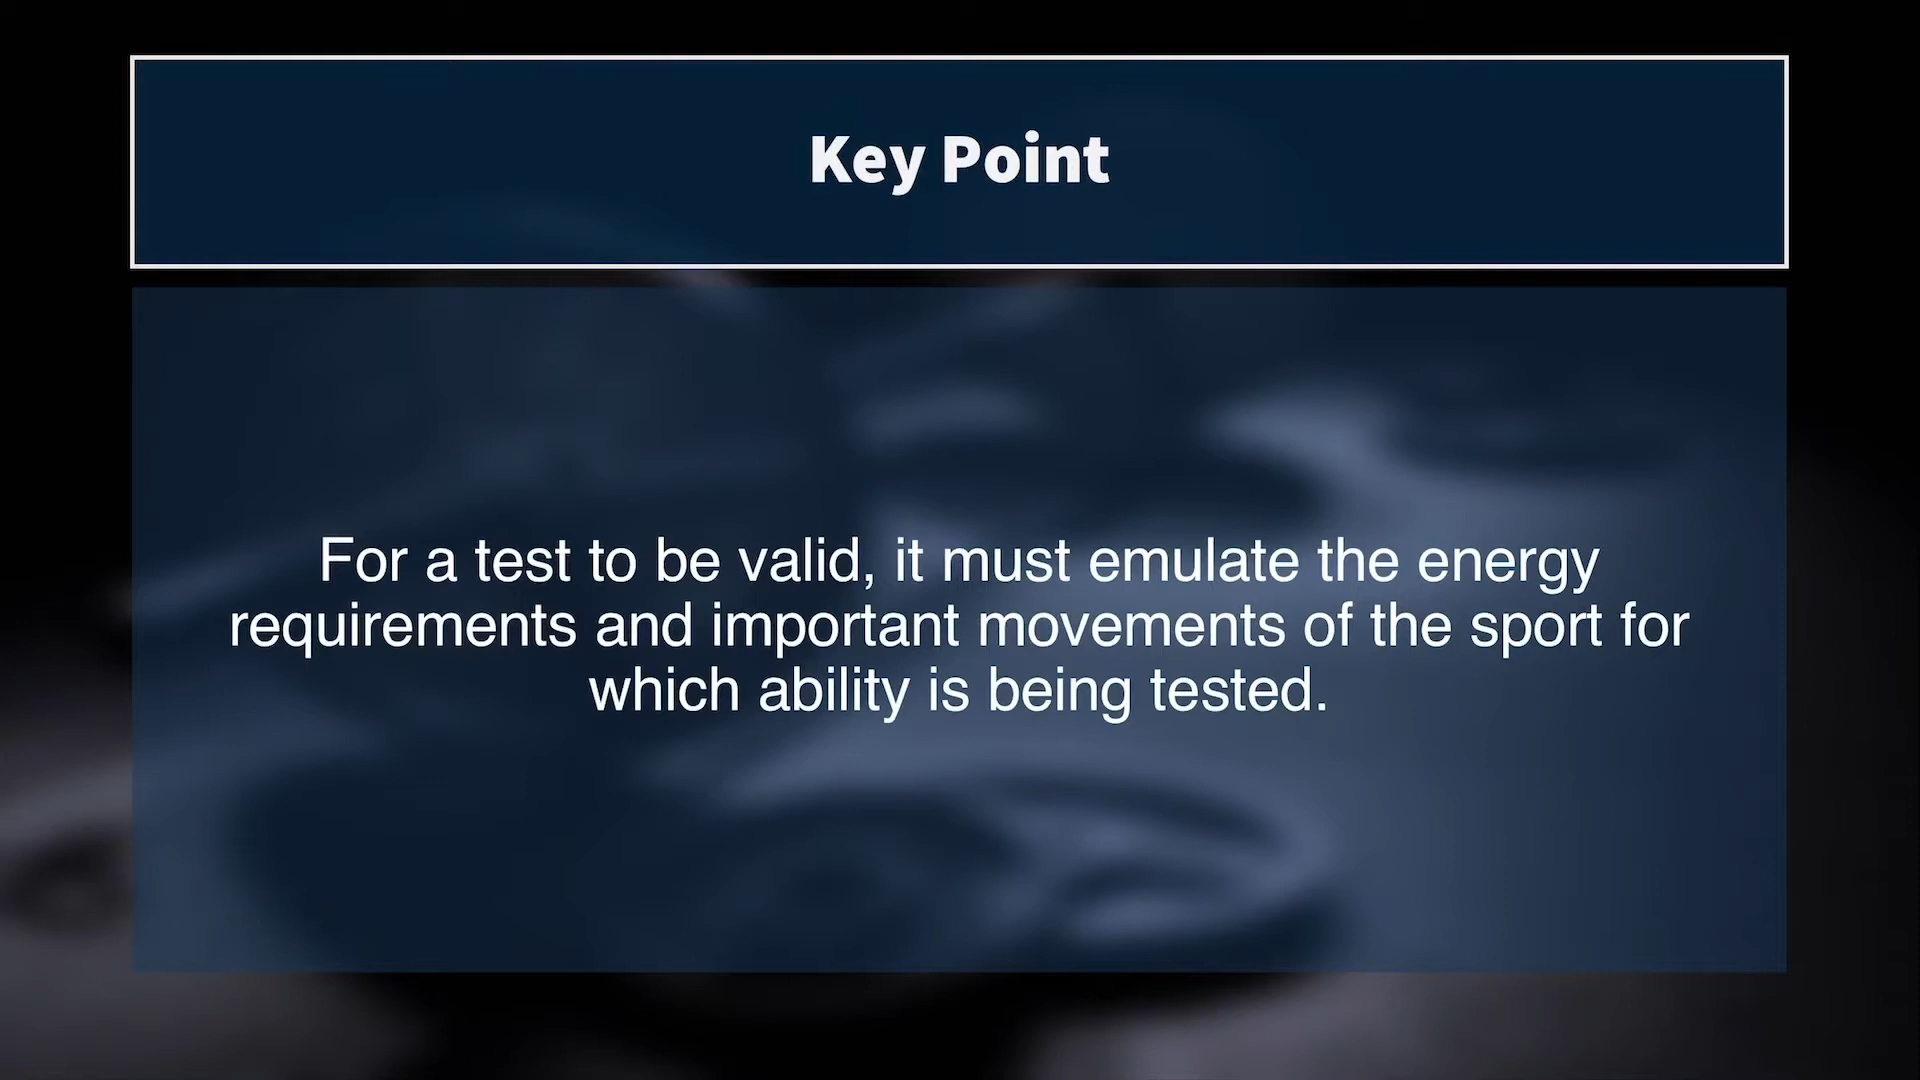 Key Point
For a test to be valid, it must emulate the energy
requirements and important movements of the sport for
which ability is being tested.